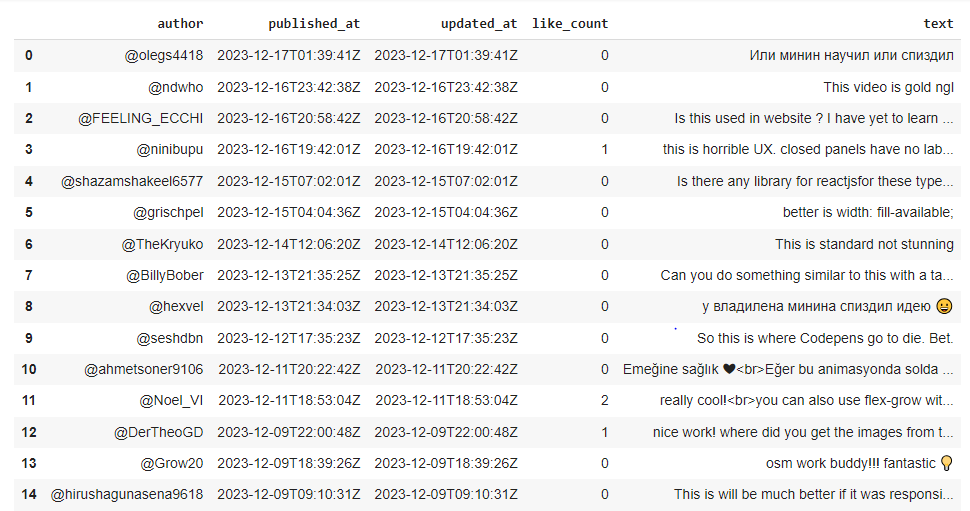 author published_at updated_at like_count text
0 @olegs4418 2023-12-17T01:39:41Z 2023-12-17T01:39:41Z 0 Или минин научил или спиздил
1 @ndwho 2023-12-16T23:42:38Z 2023-12-16T23:42:38Z 0 This video is gold ngl
2 @FEELING_ECCHI 2023-12-16T20:58:42Z 2023-12-16T20:58:42Z 0 Is this used in website ? I have yet to learn ...
3 @ninibupu 2023-12-16T19:42:01Z 2023-12-16T19:42:01Z 1 this is horrible UX. closed panels have no lab...
4 @shazamshakeel6577 2023-12-15T07:02:01Z 2023-12-15T07:02:01Z 0 Is there any library for reactjsfor these type...
5 @grischpel 2023-12-15T04:04:36Z 2023-12-15T04:04:36Z 0 better is width: fill-available;
6 @TheKryuko 2023-12-14T12:06:20Z 2023-12-14T12:06:20Z 0 This is standard not stunning
7 @BillyBober 2023-12-13T21:35:25Z 2023-12-13T21:35:25Z 0 Can you do something similar to this with a ta...
8 @hexvel 2023-12-13T21:34:03Z 2023-12-13T21:34:03Z 0 у владилена минина спиздил идею 😀
9 @seshdbn 2023-12-12T17:35:23Z 2023-12-12T17:35:23Z 0 So this is where Codepens go to die. Bet.
10 @ahmetsoner9106 2023-12-11T20:22:42Z 2023-12-11T20:22:42Z 0 Emeğine sağlık ❤<br>Eğer bu animasyonda solda ...
11 @Noel_VI 2023-12-11T18:53:04Z 2023-12-11T18:53:04Z 2 really cool!<br>you can also use flex-grow wit...
12 @DerTheoGD 2023-12-09T22:00:48Z 2023-12-09T22:00:48Z 1 nice work! where did you get the images from t...
13 @Grow20 2023-12-09T18:39:26Z 2023-12-09T18:39:26Z 0 osm work buddy!!! fantastic 💡
14 @hirushagunasena9618 2023-12-09T09:10:31Z 2023-12-09T09:10:31Z 0 This is will be much better if it was responsi...